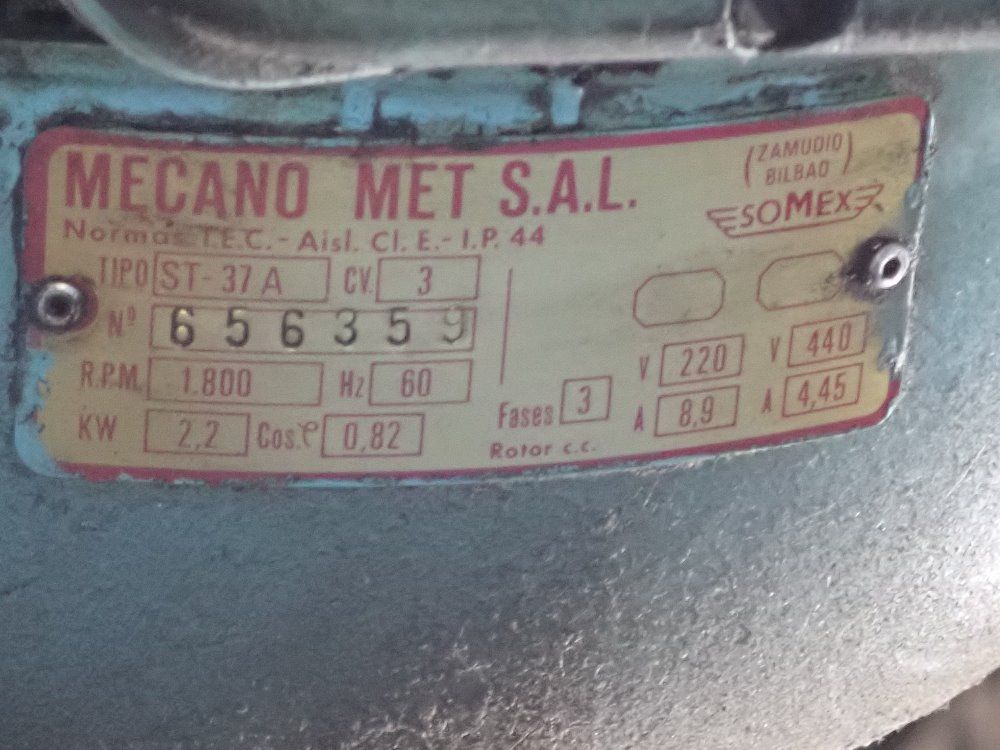 MECANO MET S.A.L.
(ZAMUDIO BILBAO)
SOMEX
Normas I.E.C.- Aisl. Cl. E.- I.P. 44
TIPO ST-37A CV. 3
Nº 656359
R.P.M. 1.800 Hz 60
KW 2,2 Cos.φ 0,82
Fases 3
Rotor c.c.
V 220 V 440
A 8,9 A 4,45